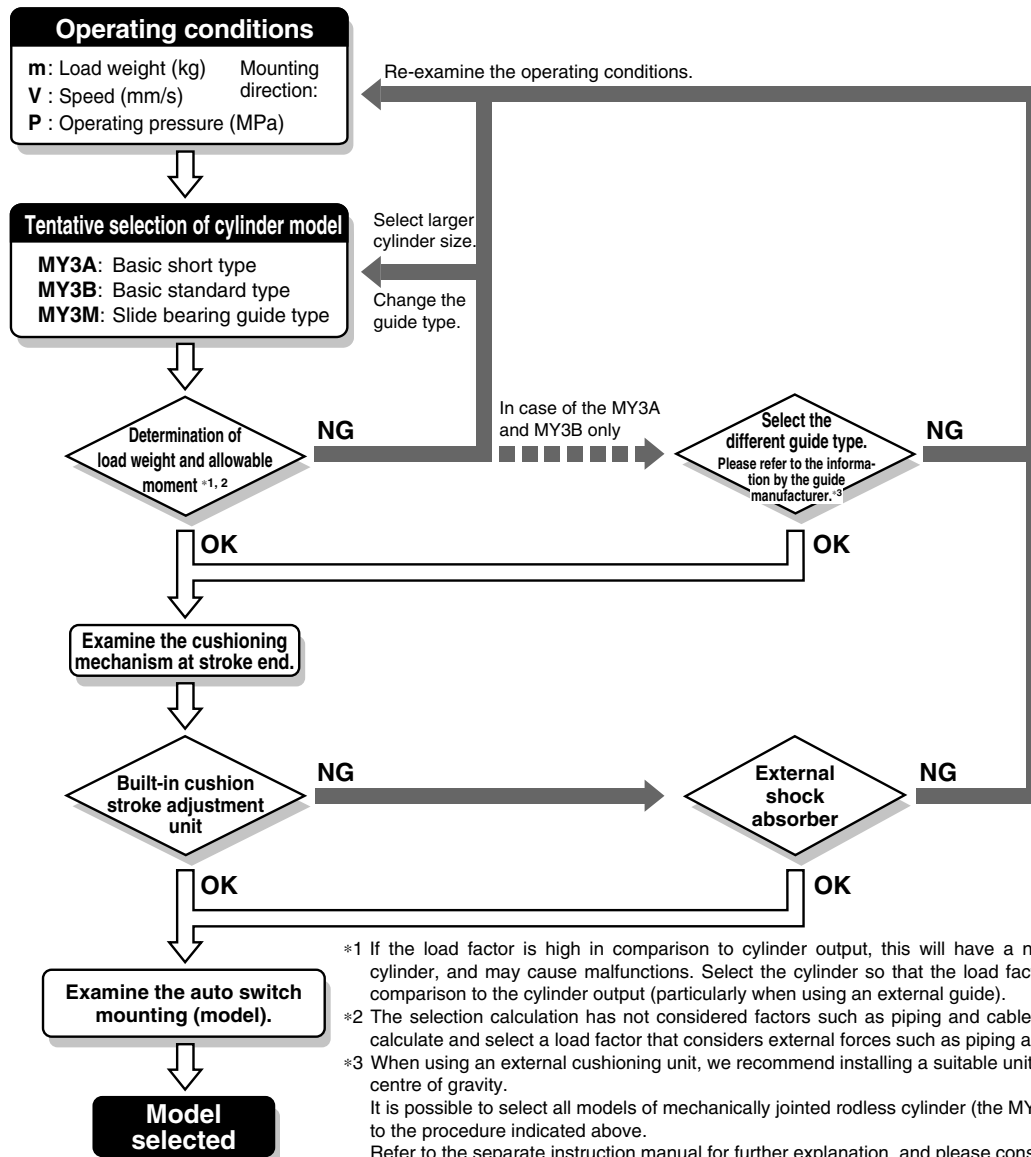 Operating conditions
m: Load weight (kg)
V : Speed (mm/s)
P : Operating pressure (MPa)
Mounting
direction:
Re-examine the operating conditions.
Tentative selection of cylinder model
MY3A: Basic short type
MY3B: Basic standard type
MY3M: Slide bearing guide type
Select larger
cylinder size.
Change the
guide type.
Determination of
load weight and allowable
moment *1, 2
NG
In case of the MY3A
and MY3B only
Select the
different guide type.
Please refer to the informa-
tion by the guide
manufacturer.*3
NG
OK
OK
Examine the cushioning
mechanism at stroke end.
Built-in cushion
stroke adjustment
unit
NG
External
shock
absorber
NG
OK
OK
Examine the auto switch
mounting (model).
Model
selected
*1 If the load factor is high in comparison to cylinder output, this will have a n
cylinder, and may cause malfunctions. Select the cylinder so that the load fac
comparison to the cylinder output (particularly when using an external guide).
*2 The selection calculation has not considered factors such as piping and cable
calculate and select a load factor that considers external forces such as piping a
*3 When using an external cushioning unit, we recommend installing a suitable unit
centre of gravity.
It is possible to select all models of mechanically jointed rodless cylinder (the MY
to the procedure indicated above.
Refer to the separate instruction manual for further explanation, and please cons